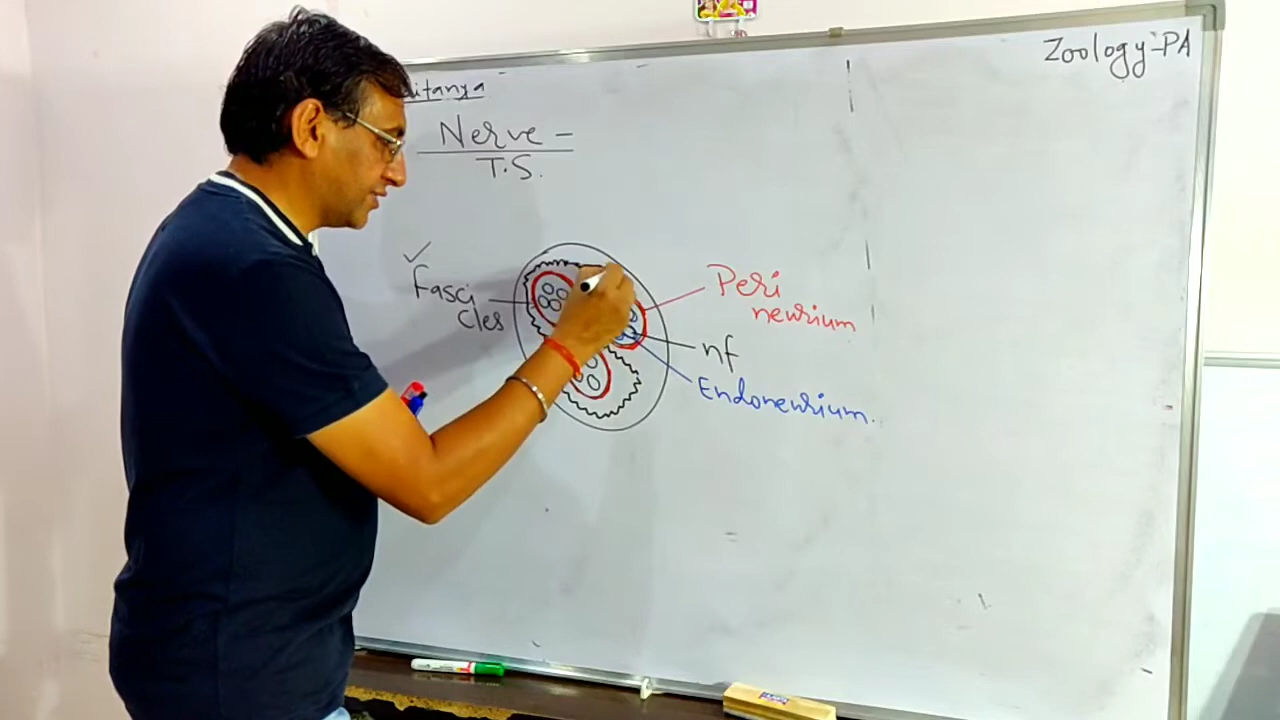 Zoology-PA
Nerve -
T.S.
Fasci
cles
Peri
neurium
nf
Endoneurium.